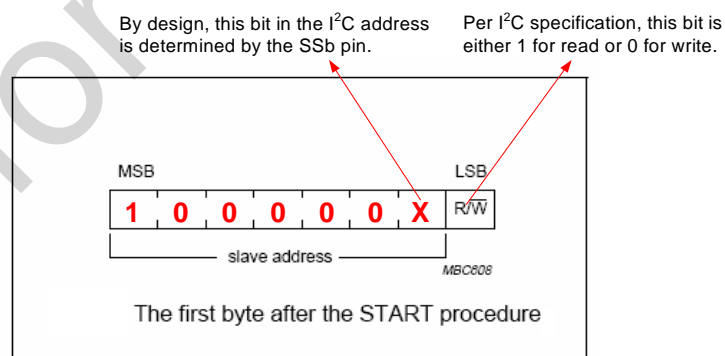 By design, this bit in the I²C address
is determined by the SSb pin.
Per I²C specification, this bit is
either 1 for read or 0 for write.
MSB
LSB
1 0 0 0 0 0 X R/W̅
slave address
MBC608
The first byte after the START procedure